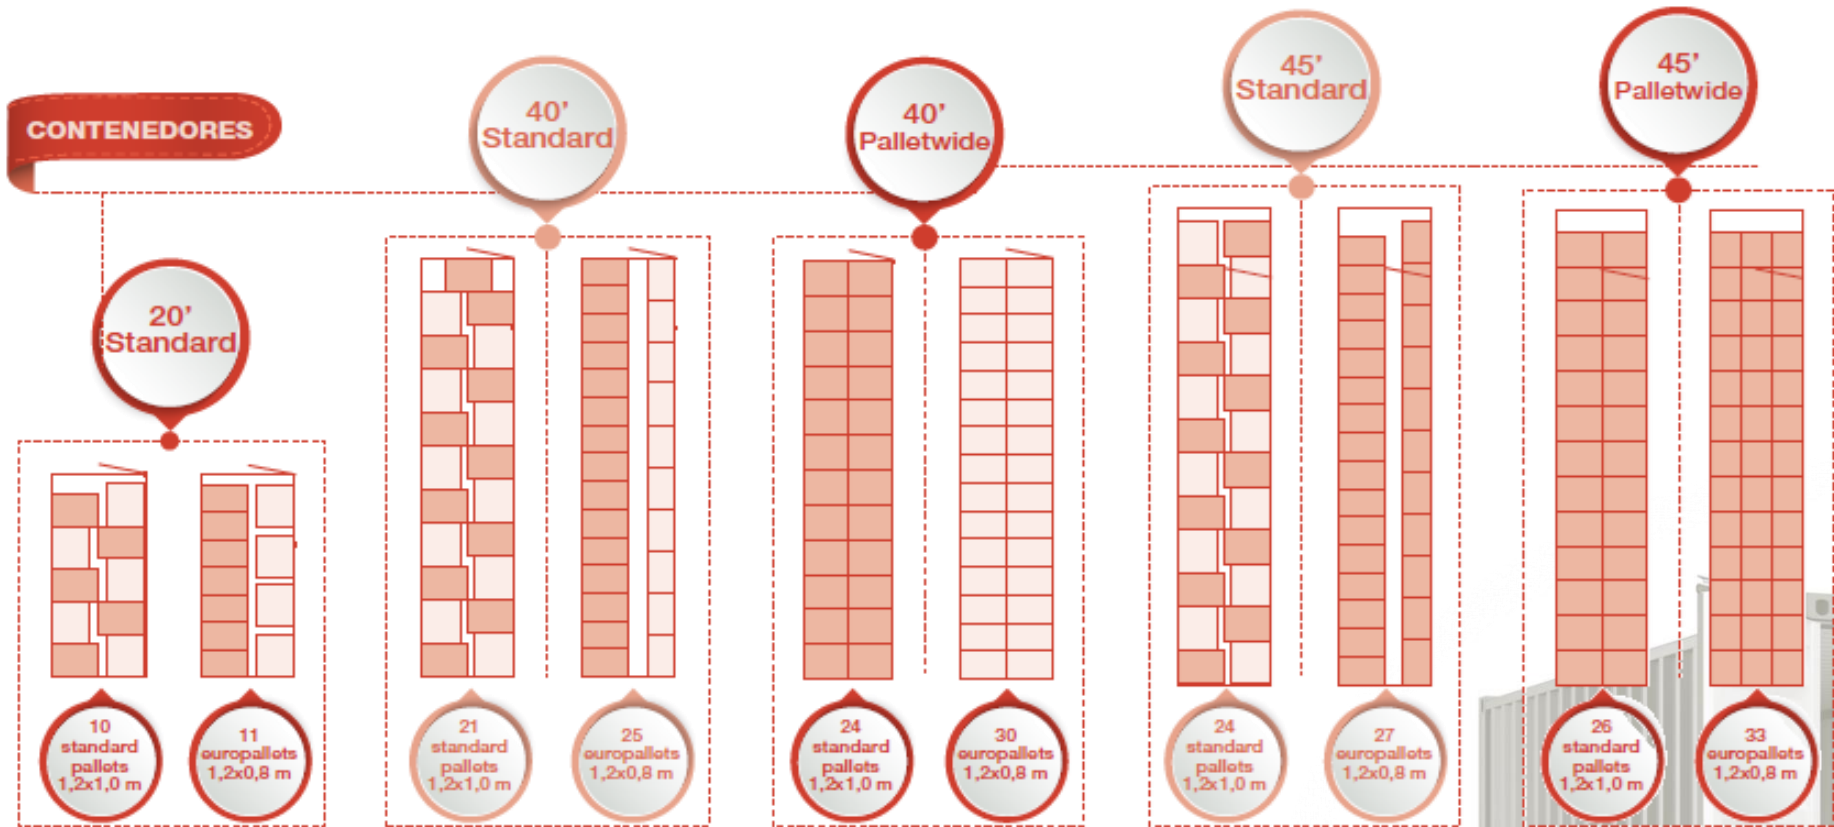 CONTENEDORES
20'
Standard
10
standard
pallets
1,2x1,0 m
11
europallets
1,2x0,8 m
40'
Standard
21
standard
pallets
1,2x1,0 m
25
europallets
1,2x0,8 m
40'
Palletwide
24
standard
pallets
1,2x1,0 m
30
europallets
1,2x0,8 m
45'
Standard
24
standard
pallets
1,2x1,0 m
27
europallets
1,2x0,8 m
45'
Palletwide
26
standard
pallets
1,2x1,0 m
33
europallets
1,2x0,8 m